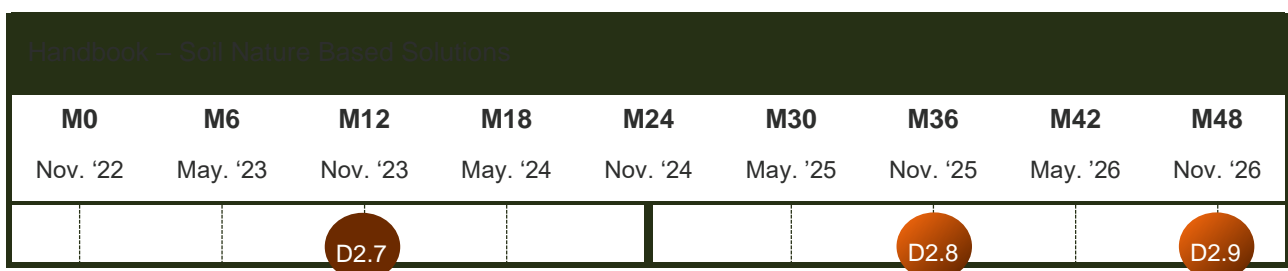 Handbook – Soil Nature Based Solutions
M0 M6 M12 M18 M24 M30 M36 M42 M48
Nov. ‘22 May. ‘23 Nov. ‘23 May. ‘24 Nov. ‘24 May. ‘25 Nov. ‘25 May. ‘26 Nov. ‘26
D2.7 D2.8 D2.9